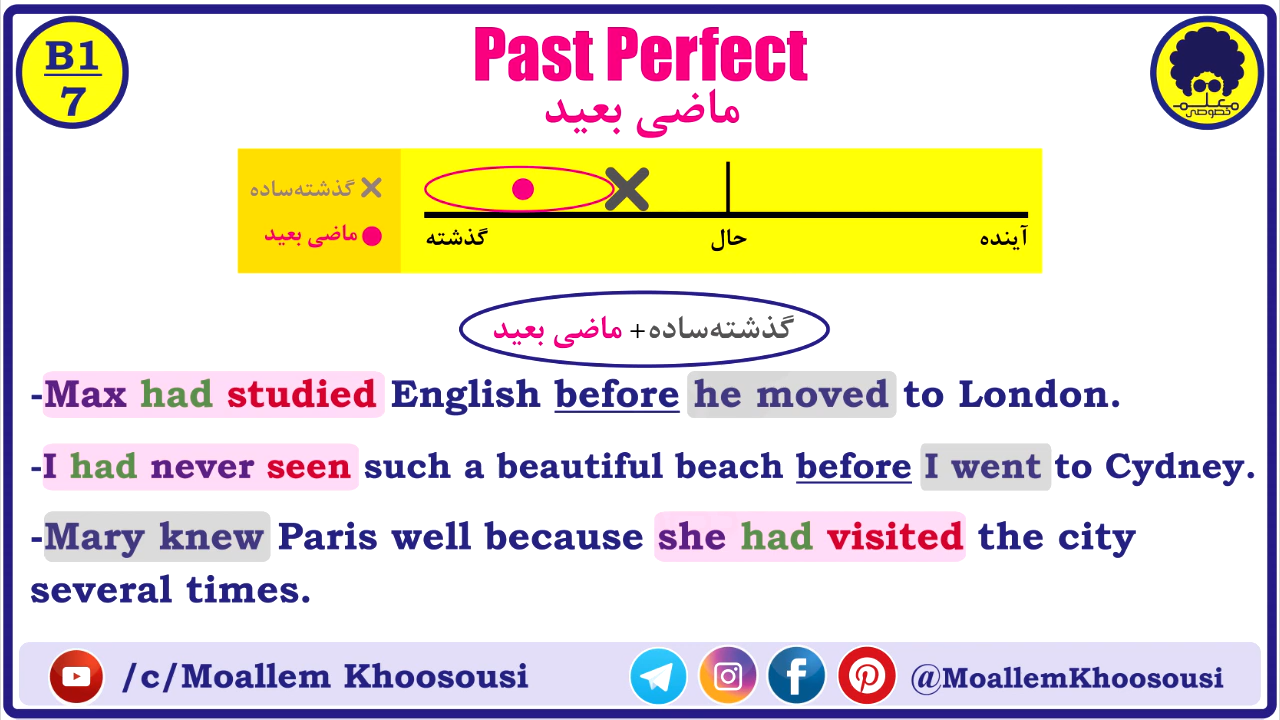 B1
7
Past Perfect
ماضی بعید
معلم
خصوصی
گذشته‌ساده
ماضی بعید
گذشته
حال
آینده
گذشته‌ساده+ ماضی بعید
-Max had studied English before he moved to London.
-I had never seen such a beautiful beach before I went to Cydney.
-Mary knew Paris well because she had visited the city
several times.
/c/Moallem Khoosousi
@MoallemKhoosousi